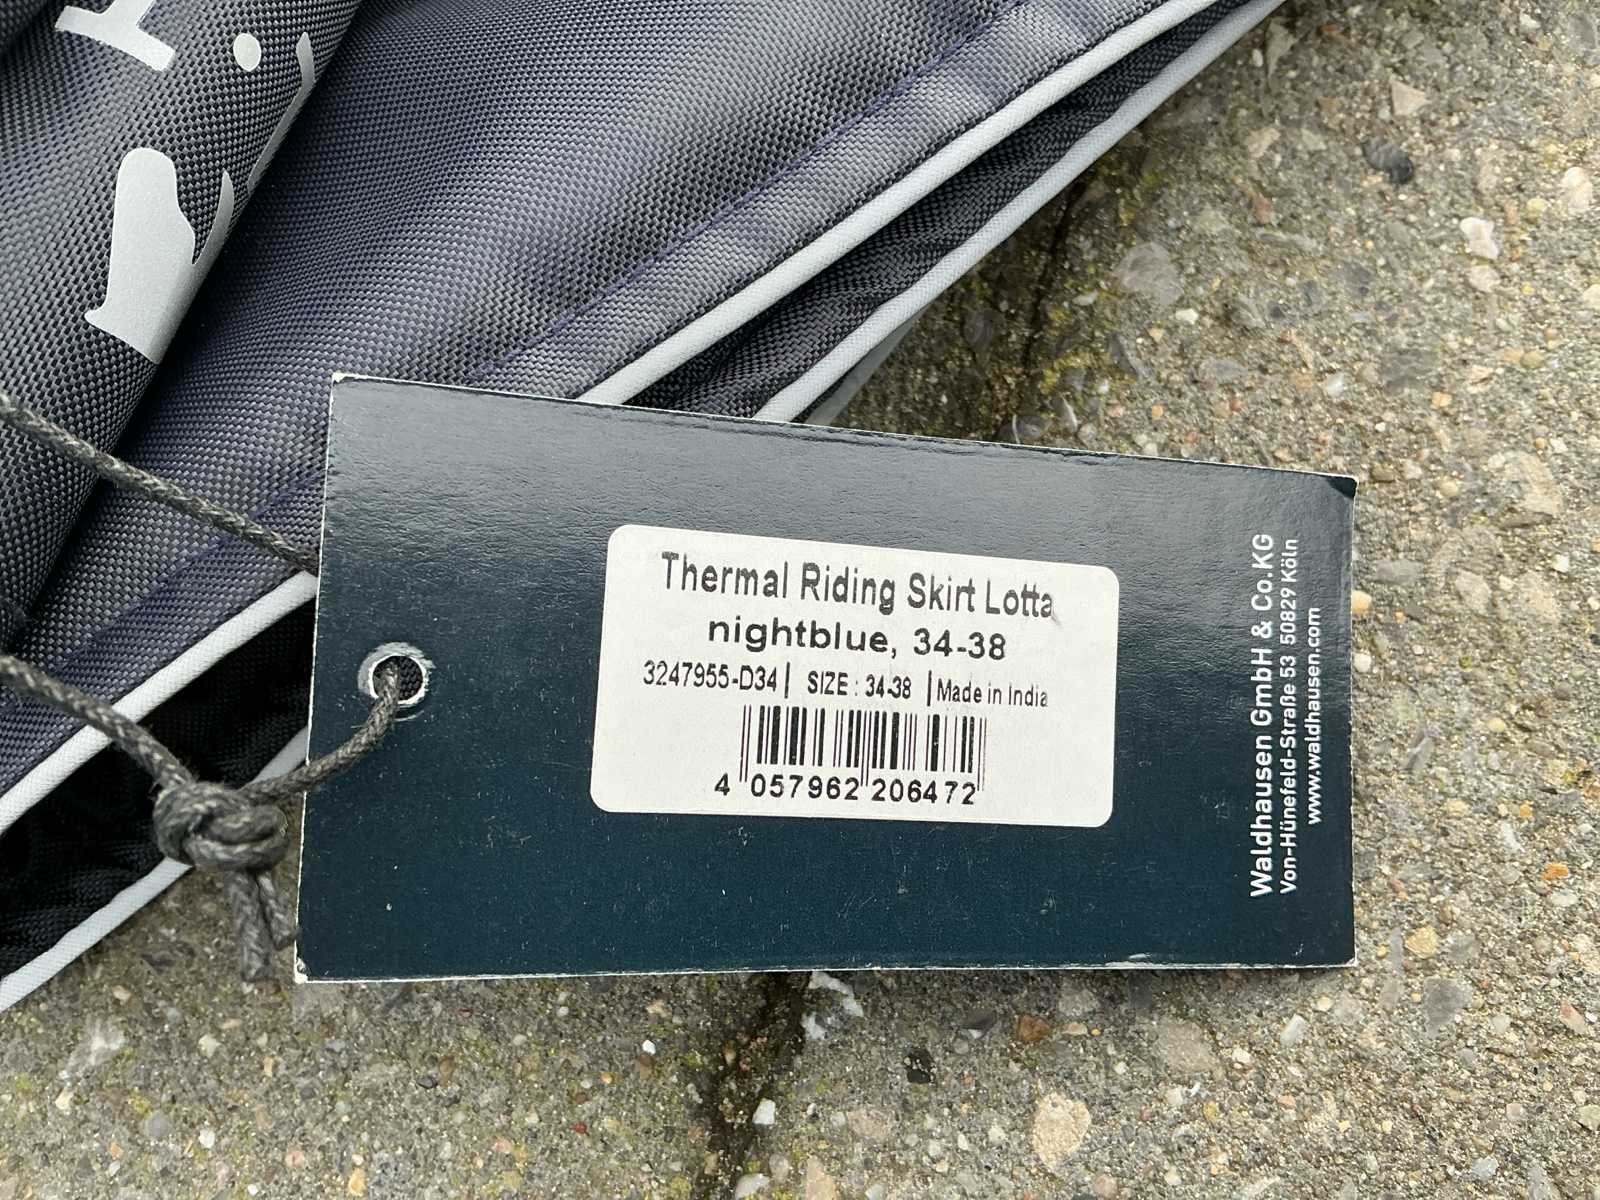 Thermal Riding Skirt Lotta
nightblue, 34-38
3247955-D34 | SIZE : 34-38 | Made in India
4 057962 206472
Waldhausen GmbH & Co.KG
Von-Hünefeld-Straße 53 50829 Köln
www.waldhausen.com